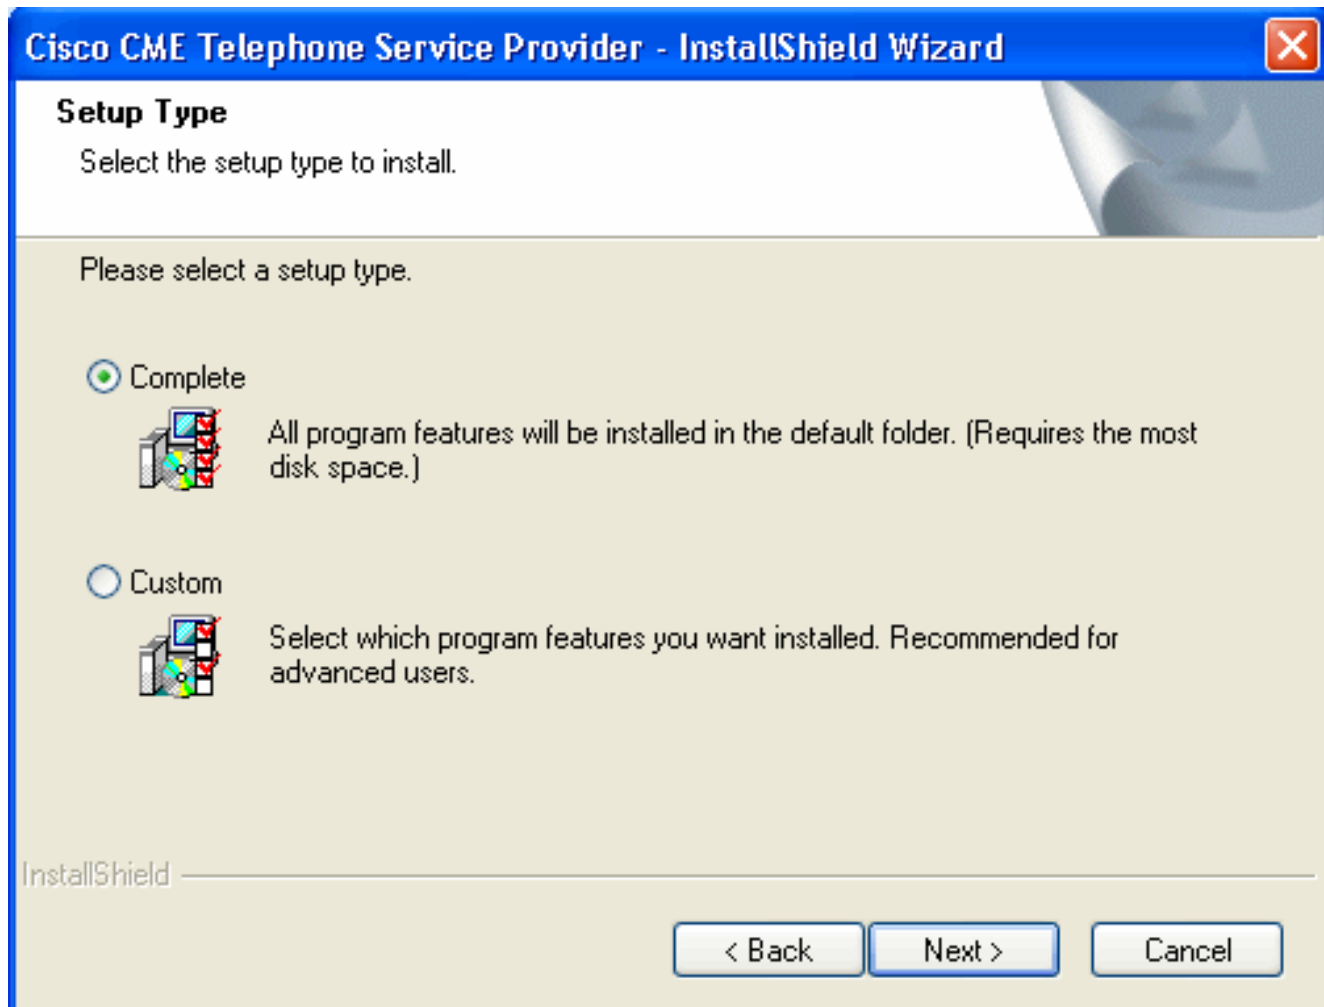 Cisco CME Telephone Service Provider - InstallShield Wizard
Setup Type
Select the setup type to install.
Please select a setup type.
Complete
All program features will be installed in the default folder. (Requires the most
disk space.)
Custom
Select which program features you want installed. Recommended for
advanced users.
InstallShield
< Back
Next >
Cancel